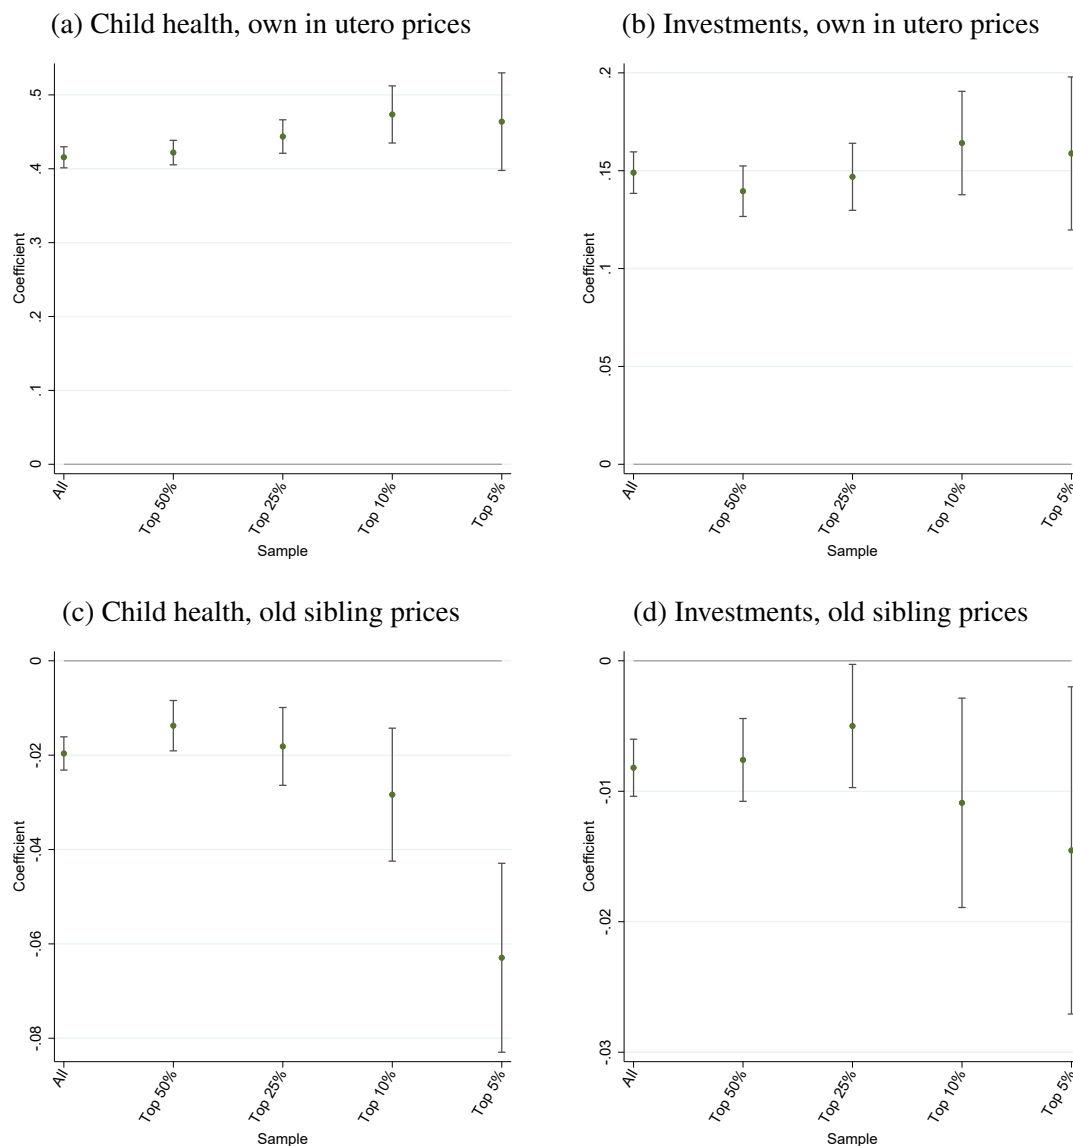 (a) Child health, own in utero prices
.5
.4
.3
.2
.1
0
Coefficient
All
Top 50%
Top 25%
Top 10%
Top 5%
Sample
(b) Investments, own in utero prices
.2
.15
.1
.05
0
Coefficient
All
Top 50%
Top 25%
Top 10%
Top 5%
Sample
(c) Child health, old sibling prices
0
-.02
-.04
-.06
-.08
Coefficient
All
Top 50%
Top 25%
Top 10%
Top 5%
Sample
(d) Investments, old sibling prices
0
-.01
-.02
-.03
Coefficient
All
Top 50%
Top 25%
Top 10%
Top 5%
Sample